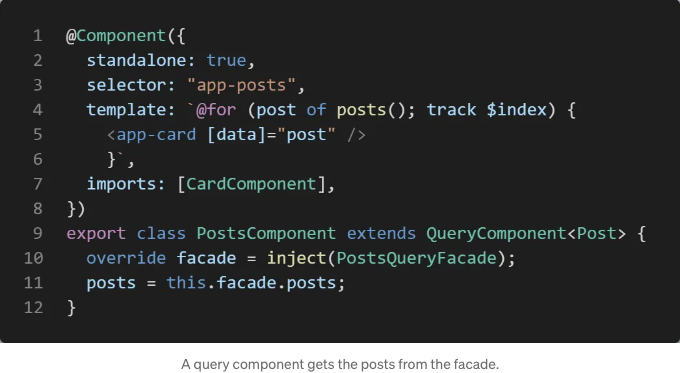 1 @Component({
2   standalone: true,
3   selector: "app-posts",
4   template: `@for (post of posts(); track $index) {
5     <app-card [data]="post" />
6     }`,
7   imports: [CardComponent],
8 })
9 export class PostsComponent extends QueryComponent<Post> {
10   override facade = inject(PostsQueryFacade);
11   posts = this.facade.posts;
12 }
A query component gets the posts from the facade.